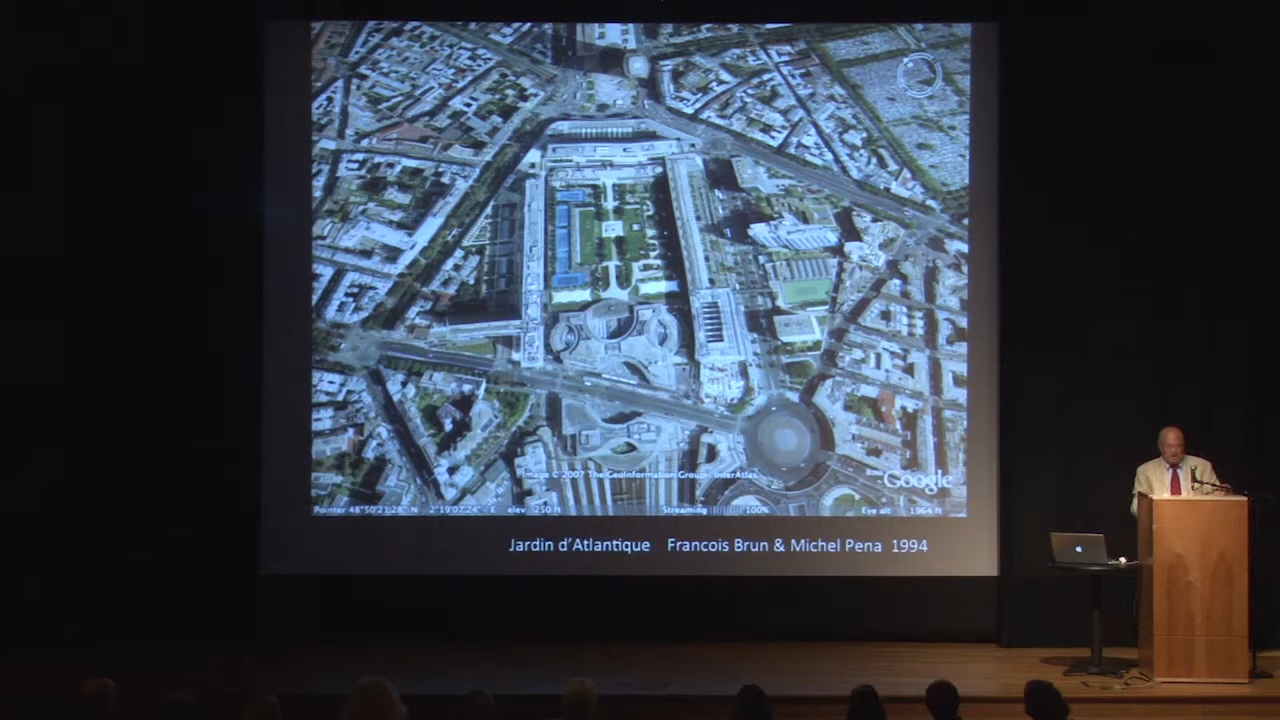 Image © 2007 The GeoInformation Group, InterAtlas
Google
Pointer 48°50'21.28" N 2°19'07.24" E elev 250 ft Streaming 100% Eye alt 1964 ft
Jardin d'Atlantique Francois Brun & Michel Pena 1994